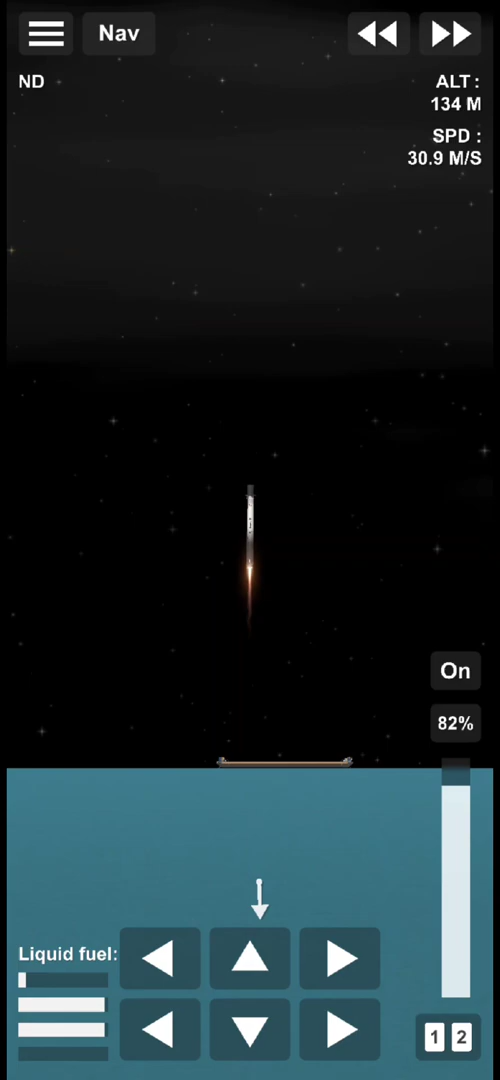 Nav
ND
ALT :
134 M
SPD :
30.9 M/S
On
82%
Liquid fuel:
1 2